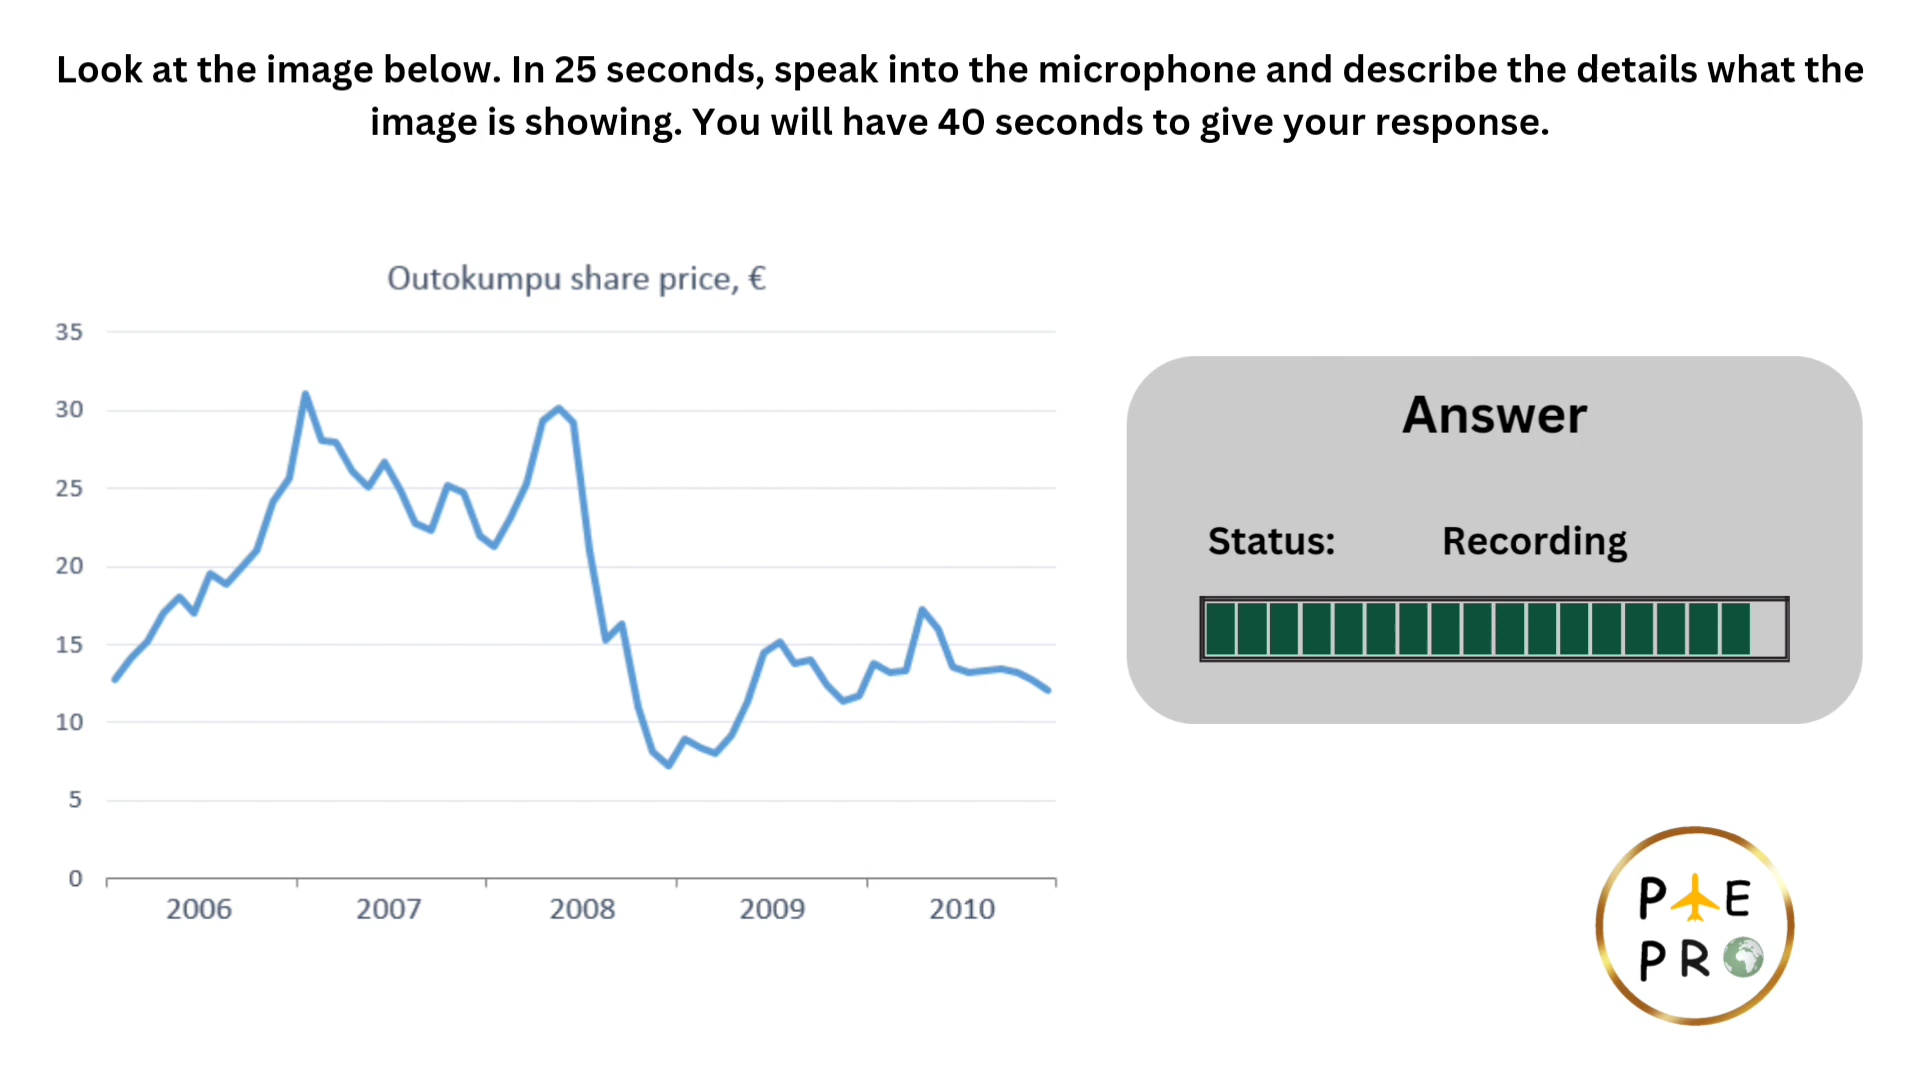 Look at the image below. In 25 seconds, speak into the microphone and describe the details what the
image is showing. You will have 40 seconds to give your response.
Outokumpu share price, €
35
30
25
20
15
10
5
0
2006 2007 2008 2009 2010
Answer
Status: Recording
P E
PR